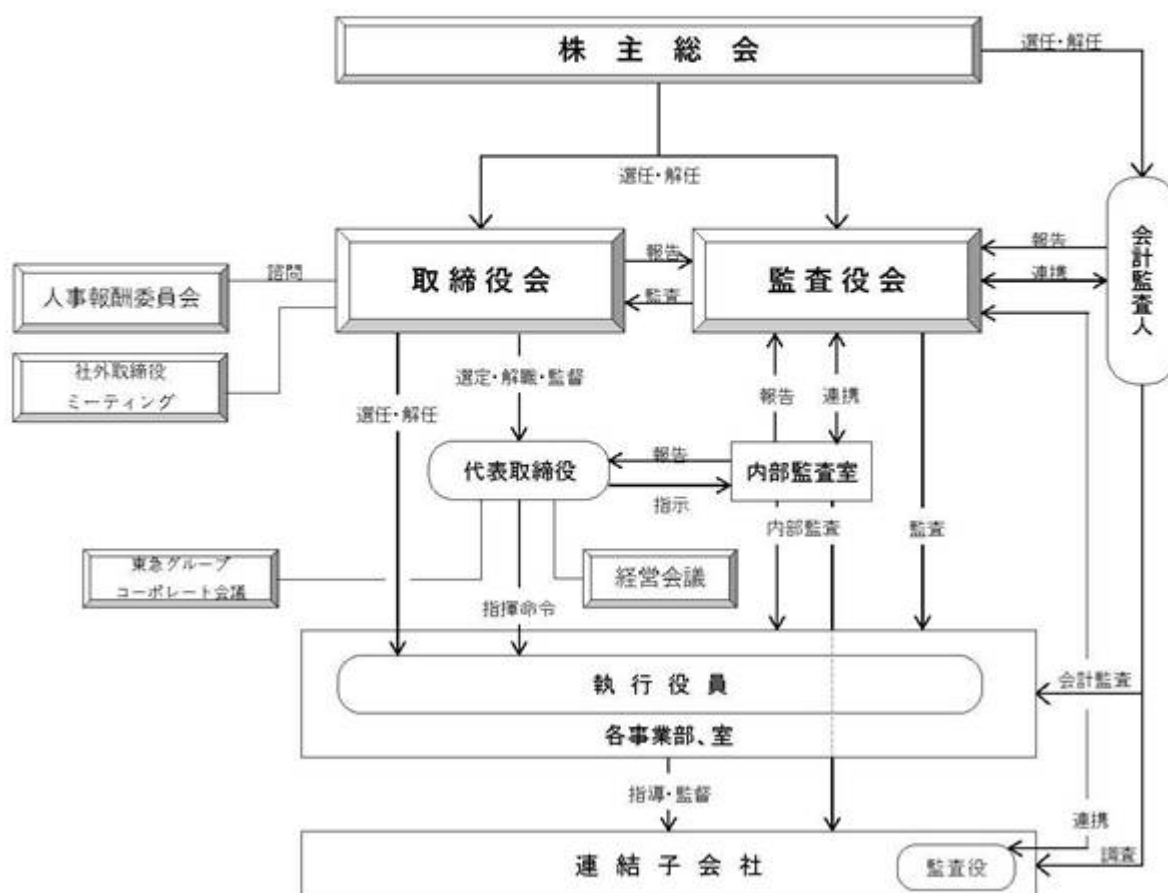 株主総会
選任・解任
選任・解任
取締役会
報告
監査
監査役会
報告
連携
会計監査人
人事報酬委員会
諮問
社外取締役
ミーティング
選任・解任
選定・解職・監督
報告
連携
代表取締役
報告
指示
内部監査室
内部監査
監査
東急グループ
コーポレート会議
経営会議
指揮命令
執行役員
会計監査
各事業部、室
指導・監督
連結子会社
監査役
連携
調査